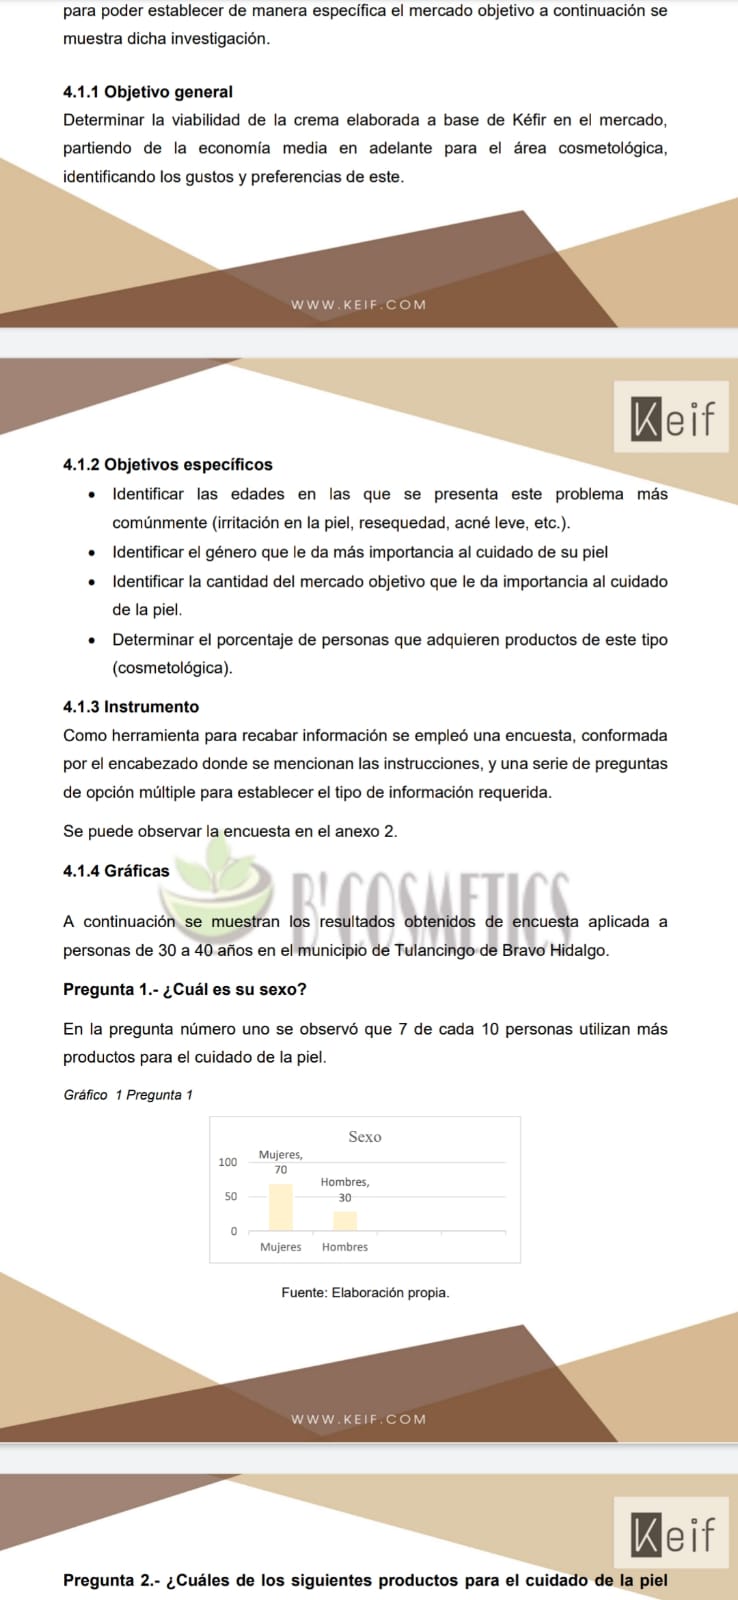 para poder establecer de manera específica el mercado objetivo a continuación se
muestra dicha investigación.
4.1.1 Objetivo general
Determinar la viabilidad de la crema elaborada a base de Kéfir en el mercado,
partiendo de la economía media en adelante para el área cosmetológica,
identificando los gustos y preferencias de este.
WWW.KEIF.COM
Keif
4.1.2 Objetivos específicos
• Identificar las edades en las que se presenta este problema más
comúnmente (irritación en la piel, resequedad, acné leve, etc.).
• Identificar el género que le da más importancia al cuidado de su piel
• Identificar la cantidad del mercado objetivo que le da importancia al cuidado
de la piel.
• Determinar el porcentaje de personas que adquieren productos de este tipo
(cosmetológica).
4.1.3 Instrumento
Como herramienta para recabar información se empleó una encuesta, conformada
por el encabezado donde se mencionan las instrucciones, y una serie de preguntas
de opción múltiple para establecer el tipo de información requerida.
Se puede observar la encuesta en el anexo 2.
4.1.4 Gráficas
B'COSMETICS
A continuación se muestran los resultados obtenidos de encuesta aplicada a
personas de 30 a 40 años en el municipio de Tulancingo de Bravo Hidalgo.
Pregunta 1.- ¿Cuál es su sexo?
En la pregunta número uno se observó que 7 de cada 10 personas utilizan más
productos para el cuidado de la piel.
Gráfico 1 Pregunta 1
Sexo
Mujeres,
70
Hombres,
30
100
50
0
Mujeres Hombres
Fuente: Elaboración propia.
WWW.KEIF.COM
Keif
Pregunta 2.- ¿Cuáles de los siguientes productos para el cuidado de la piel